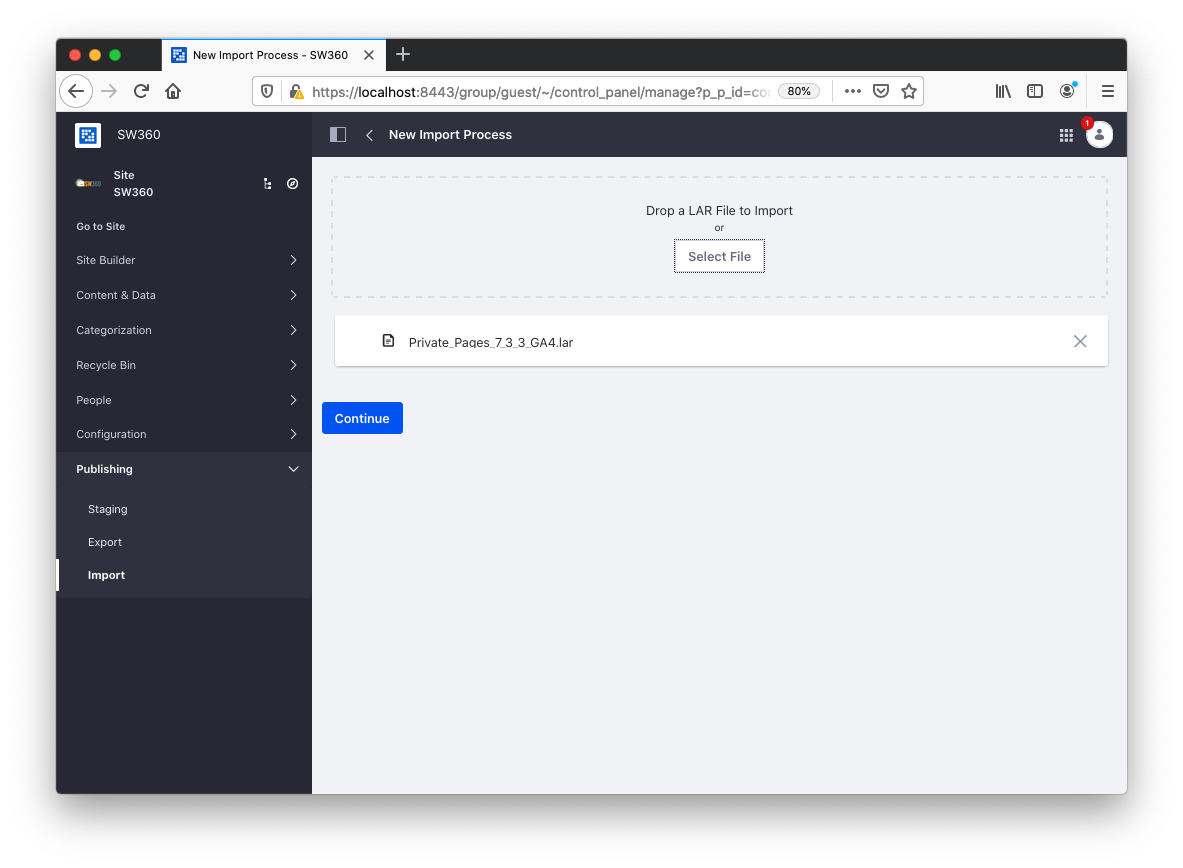 New Import Process - SW360
https://localhost:8443/group/guest/~/control_panel/manage?p_p_id=co
80%
SW360
New Import Process
1
Site
SW360
Go to Site
Site Builder
Content & Data
Categorization
Recycle Bin
People
Configuration
Publishing
Staging
Export
Import
Drop a LAR File to Import
or
Select File
Private_Pages_7_3_3_GA4.lar
Continue